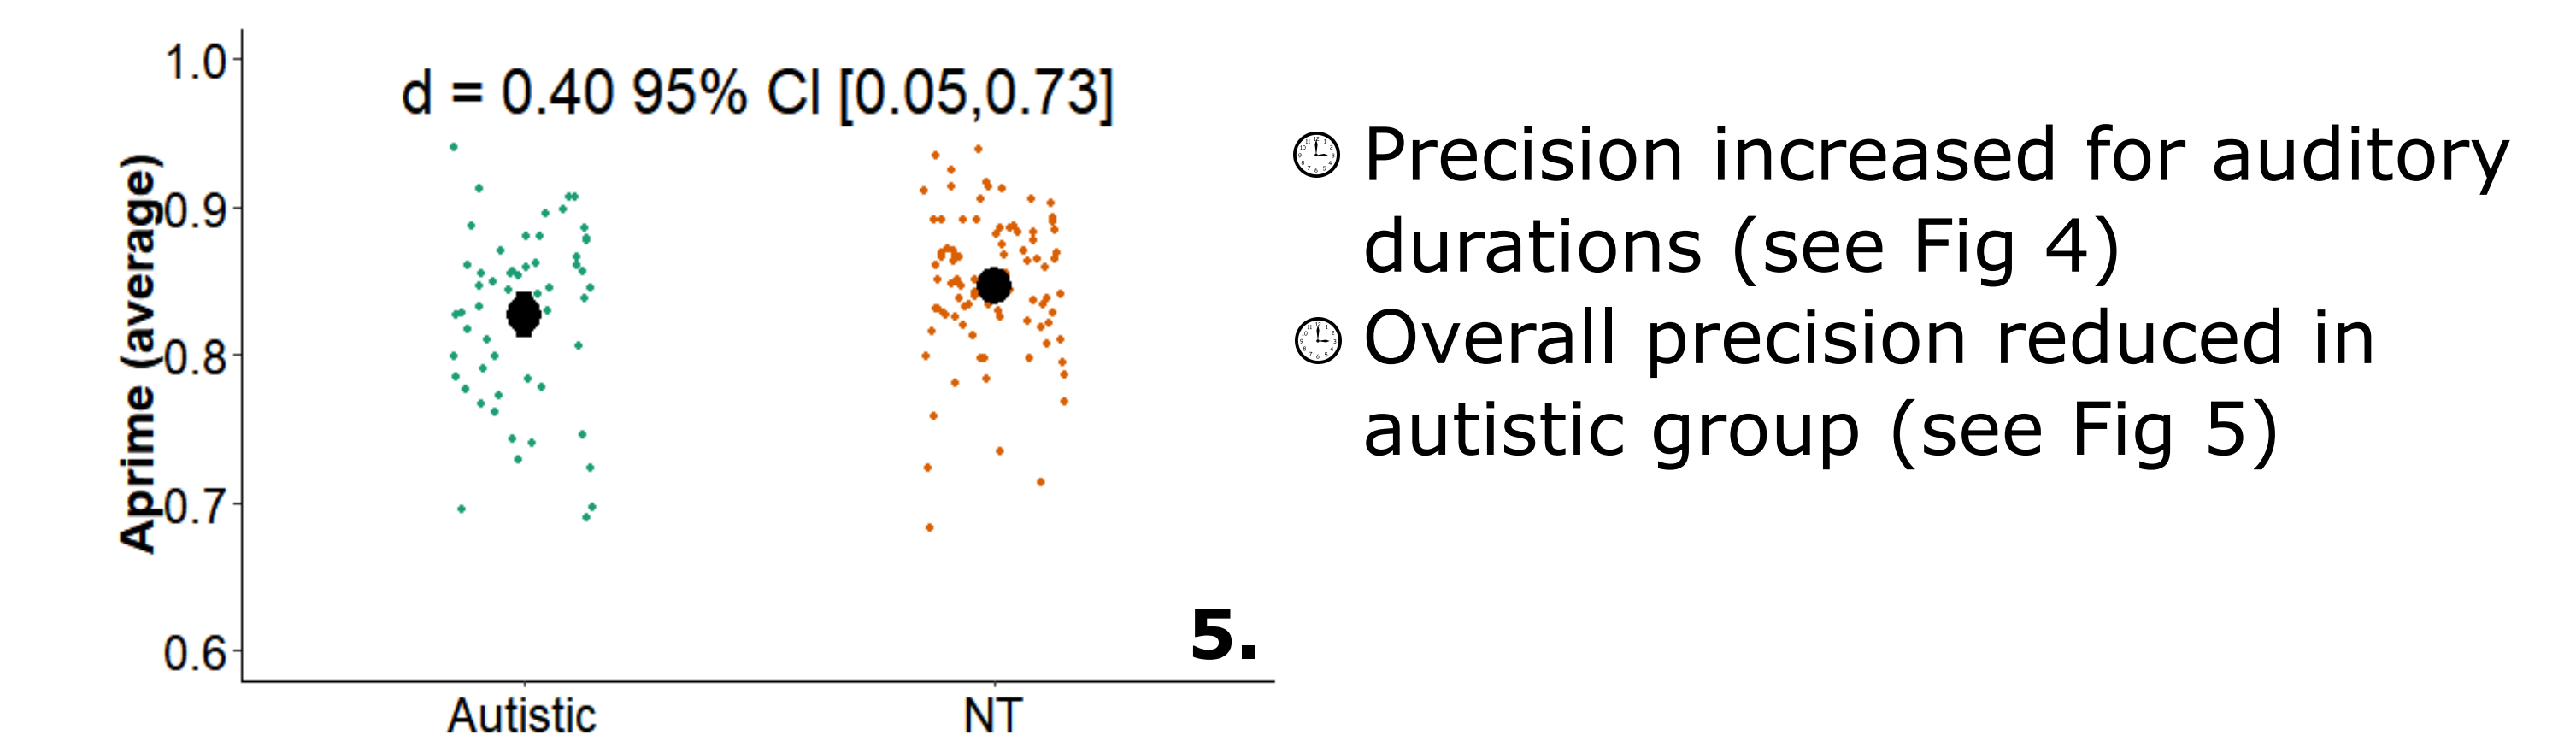 1.0
d = 0.40 95% CI [0.05,0.73]
0.9
0.8
0.7
0.6
Aprime (average)
Autistic
NT
5.
Precision increased for auditory
durations (see Fig 4)
Overall precision reduced in
autistic group (see Fig 5)